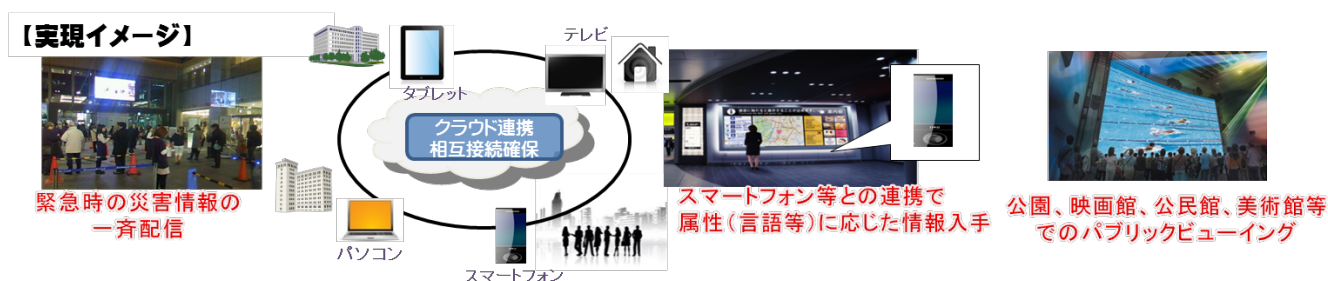 【実現イメージ】
緊急時の災害情報の
一斉配信
タブレット
テレビ
クラウド連携
相互接続確保
パソコン
スマートフォン
スマートフォン等との連携で
属性(言語等)に応じた情報入手
公園、映画館、公民館、美術館等
でのパブリックビューイング